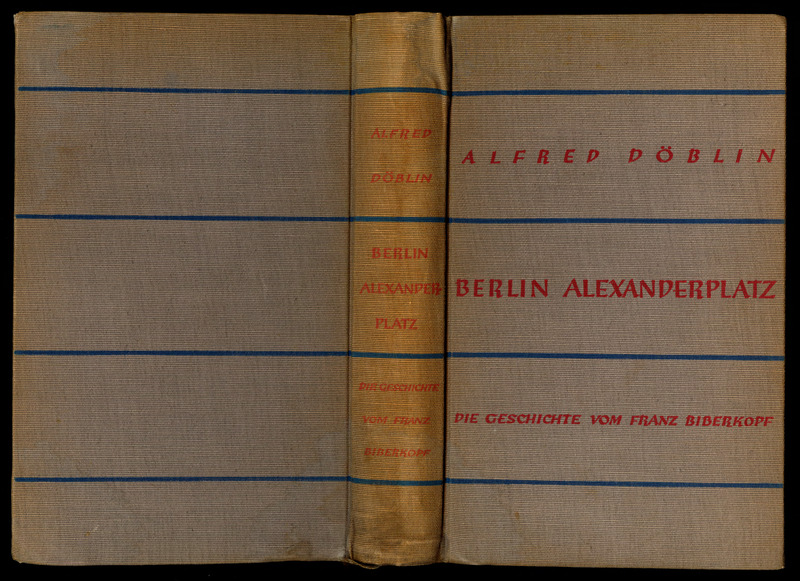 ALFRED
DÖBLIN
BERLIN
ALEXANDER-
PLATZ
DIE GESCHICHTE
VOM FRANZ
BIBERKOPF
ALFRED DÖBLIN
BERLIN ALEXANDERPLATZ
DIE GESCHICHTE VOM FRANZ BIBERKOPF